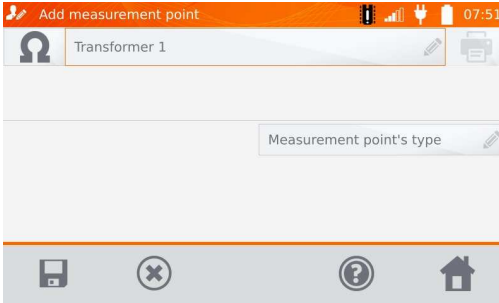 Add measurement point
07:51
Ω
Transformer 1
Measurement point's type